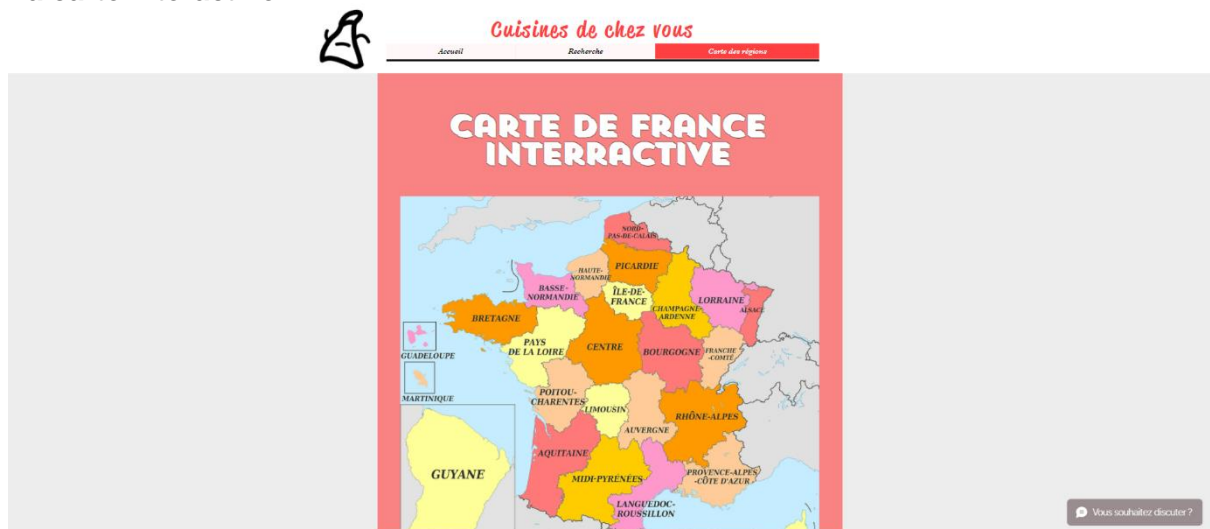 Cuisines de chez vous
Accueil
Recherche
Carte des régions
CARTE DE FRANCE
INTERRACTIVE
NORD-
PAS-DE-CALAIS
PICARDIE
HAUTE-
NORMANDIE
BASSE-
NORMANDIE
ÎLE-DE-
FRANCE
CHAMPAGNE-
ARDENNE
LORRAINE
ALSACE
BRETAGNE
PAYS
DE LA LOIRE
CENTRE
BOURGOGNE
FRANCHE
-COMTÉ
GUADELOUPE
MARTINIQUE
POITOU-
CHARENTES
LIMOUSIN
AUVERGNE
RHÔNE-ALPES
AQUITAINE
MIDI-PYRÉNÉES
LANGUEDOC-
ROUSSILLON
PROVENCE-ALPES
-CÔTE D'AZUR
GUYANE
Vous souhaitez discuter ?